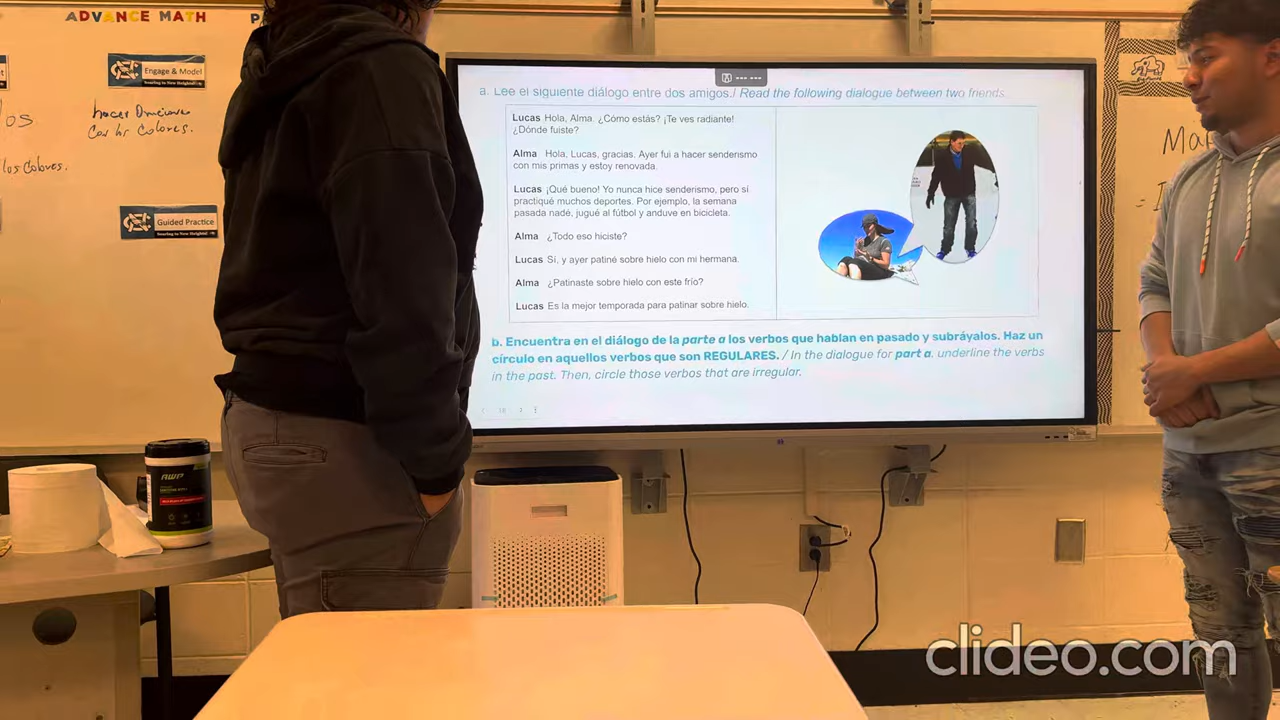 ADVANCE MATH
Engage & Model
hacer
con los Colores.
los Colores.
Guided Practice
a. Lee el siguiente diálogo entre dos amigos./ Read the following dialogue between two friends.
Lucas Hola, Alma. ¿Cómo estás? ¡Te ves radiante!
¿Dónde fuiste?
Alma Hola, Lucas, gracias. Ayer fui a hacer senderismo
con mis primas y estoy renovada.
Lucas ¡Qué bueno! Yo nunca hice senderismo, pero sí
practiqué muchos deportes. Por ejemplo, la semana
pasada nadé, jugué al fútbol y anduve en bicicleta.
Alma ¿Todo eso hiciste?
Lucas Sí, y ayer patiné sobre hielo con mi hermana.
Alma ¿Patinaste sobre hielo con este frío?
Lucas Es la mejor temporada para patinar sobre hielo.
b. Encuentra en el diálogo de la parte a los verbos que hablan en pasado y subráyalos. Haz un
círculo en aquellos verbos que son REGULARES. / In the dialogue for part a, underline the verbs
in the past. Then, circle those verbs that are irregular.
clideo.com